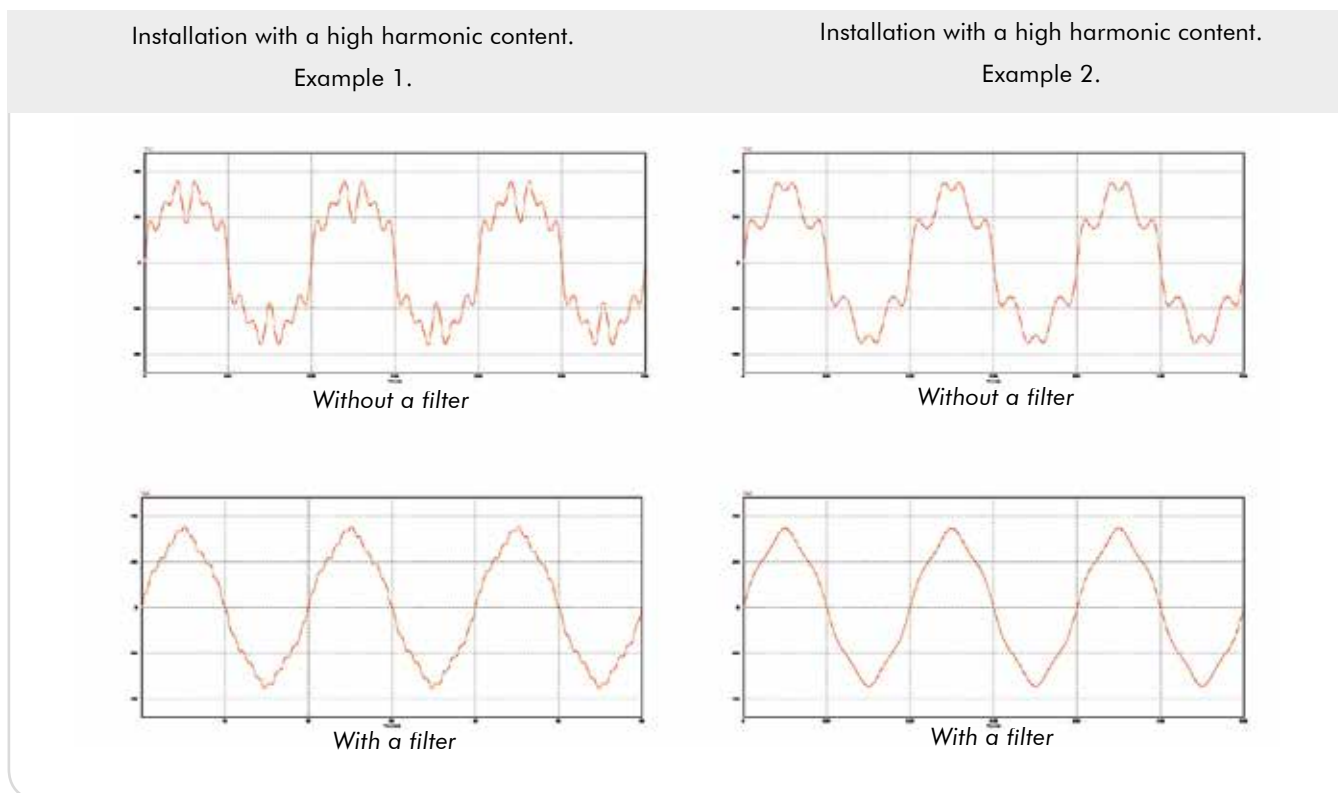 Installation with a high harmonic content.
Example 1.
Installation with a high harmonic content.
Example 2.
Without a filter
Without a filter
With a filter
With a filter